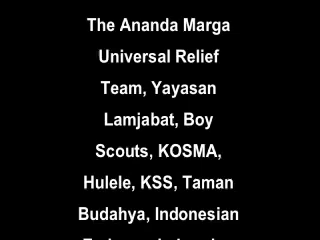 The Ananda Marga
Universal Relief
Team, Yayasan
Lamjabat, Boy
Scouts, KOSMA,
Hulele, KSS, Taman
Budahya, Indonesian